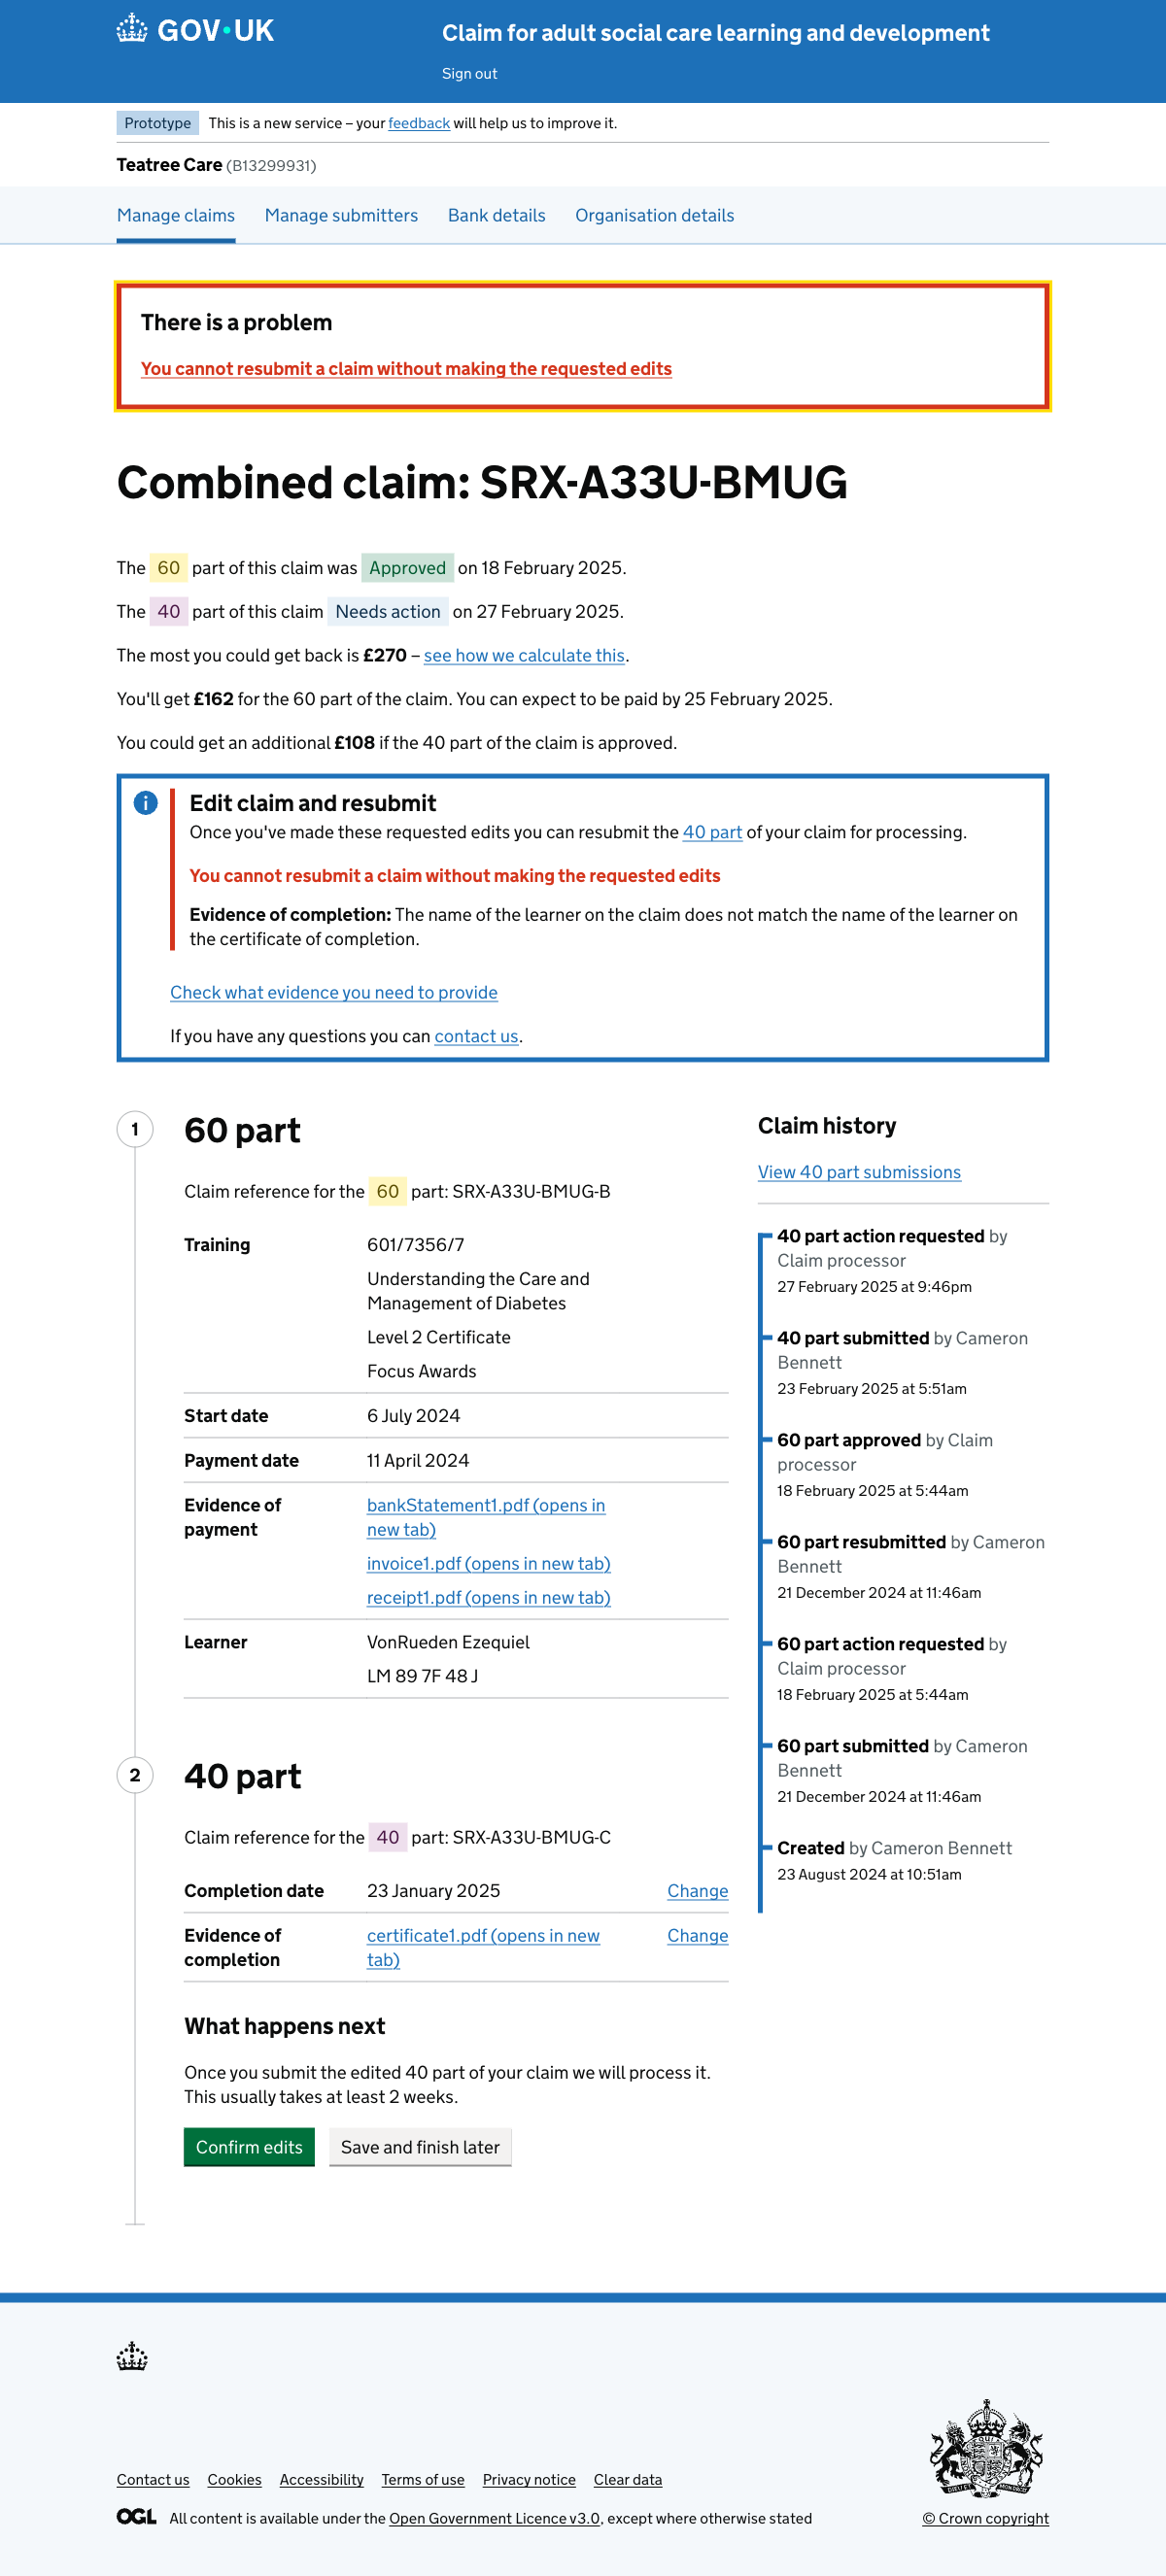 GOV•UK
Claim for adult social care learning and development
Sign out
Prototype This is a new service – your feedback will help us to improve it.
Teatree Care (B13299931)
Manage claims Manage submitters Bank details Organisation details
There is a problem
You cannot resubmit a claim without making the requested edits
Combined claim: SRX-A33U-BMUG
The 60 part of this claim was Approved on 18 February 2025.
The 40 part of this claim Needs action on 27 February 2025.
The most you could get back is £270 – see how we calculate this.
You'll get £162 for the 60 part of the claim. You can expect to be paid by 25 February 2025.
You could get an additional £108 if the 40 part of the claim is approved.
Edit claim and resubmit
Once you've made these requested edits you can resubmit the 40 part of your claim for processing.
You cannot resubmit a claim without making the requested edits
Evidence of completion: The name of the learner on the claim does not match the name of the learner on
the certificate of completion.
Check what evidence you need to provide
If you have any questions you can contact us.
1
60 part
Claim reference for the 60 part: SRX-A33U-BMUG-B
Training 601/7356/7
Understanding the Care and
Management of Diabetes
Level 2 Certificate
Focus Awards
Start date 6 July 2024
Payment date 11 April 2024
Evidence of
payment
bankStatement1.pdf (opens in
new tab)
invoice1.pdf (opens in new tab)
receipt1.pdf (opens in new tab)
Learner VonRueden Ezequiel
LM 89 7F 48 J
2
40 part
Claim reference for the 40 part: SRX-A33U-BMUG-C
Completion date 23 January 2025 Change
Evidence of
completion
certificate1.pdf (opens in new
tab)
Change
What happens next
Once you submit the edited 40 part of your claim we will process it.
This usually takes at least 2 weeks.
Confirm edits Save and finish later
Claim history
View 40 part submissions
40 part action requested by
Claim processor
27 February 2025 at 9:46pm
40 part submitted by Cameron
Bennett
23 February 2025 at 5:51am
60 part approved by Claim
processor
18 February 2025 at 5:44am
60 part resubmitted by Cameron
Bennett
21 December 2024 at 11:46am
60 part action requested by
Claim processor
18 February 2025 at 5:44am
60 part submitted by Cameron
Bennett
21 December 2024 at 11:46am
Created by Cameron Bennett
23 August 2024 at 10:51am
Contact us Cookies Accessibility Terms of use Privacy notice Clear data
OGL All content is available under the Open Government Licence v3.0, except where otherwise stated
© Crown copyright